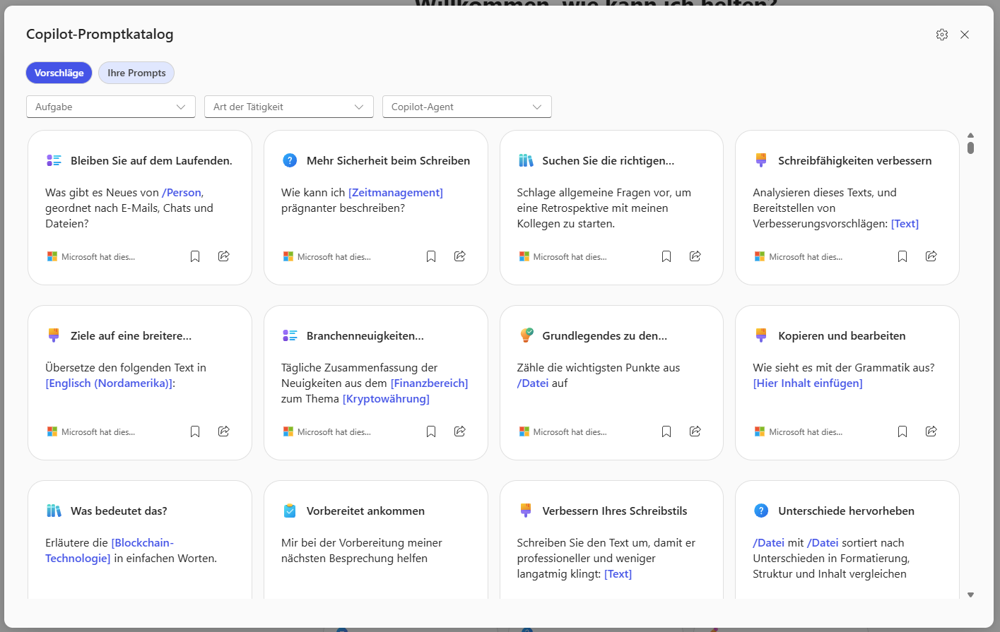 Willkommen, wie kann ich helfen?
Copilot-Promptkatalog
Vorschläge
Ihre Prompts
Aufgabe
Art der Tätigkeit
Copilot-Agent
Bleiben Sie auf dem Laufenden.
Was gibt es Neues von /Person,
geordnet nach E-Mails, Chats und
Dateien?
Microsoft hat dies...
Mehr Sicherheit beim Schreiben
Wie kann ich [Zeitmanagement]
prägnanter beschreiben?
Microsoft hat dies...
Suchen Sie die richtigen...
Schlage allgemeine Fragen vor, um
eine Retrospektive mit meinen
Kollegen zu starten.
Microsoft hat dies...
Schreibfähigkeiten verbessern
Analysieren dieses Texts, und
Bereitstellen von
Verbesserungsvorschlägen: [Text]
Microsoft hat dies...
Ziele auf eine breitere...
Übersetze den folgenden Text in
[Englisch (Nordamerika)]:
Microsoft hat dies...
Branchenneuigkeiten...
Tägliche Zusammenfassung der
Neuigkeiten aus dem [Finanzbereich]
zum Thema [Kryptowährung]
Microsoft hat dies...
Grundlegendes zu den...
Zähle die wichtigsten Punkte aus
/Datei auf
Microsoft hat dies...
Kopieren und bearbeiten
Wie sieht es mit der Grammatik aus?
[Hier Inhalt einfügen]
Microsoft hat dies...
Was bedeutet das?
Erläutere die [Blockchain-
Technologie] in einfachen Worten.
Vorbereitet ankommen
Mir bei der Vorbereitung meiner
nächsten Besprechung helfen
Verbessern Ihres Schreibstils
Schreiben Sie den Text um, damit er
professioneller und weniger
langatmig klingt: [Text]
Unterschiede hervorheben
/Datei mit /Datei sortiert nach
Unterschieden in Formatierung,
Struktur und Inhalt vergleichen